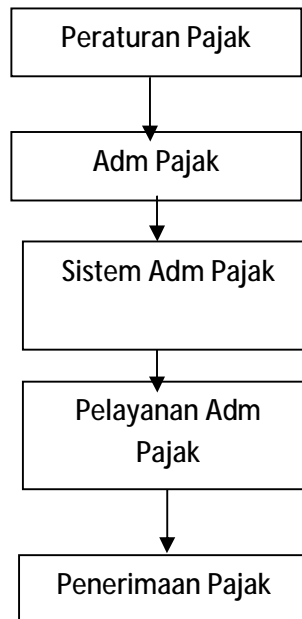 Peraturan Pajak
Adm Pajak
Sistem Adm Pajak
Pelayanan Adm
Pajak
Penerimaan Pajak